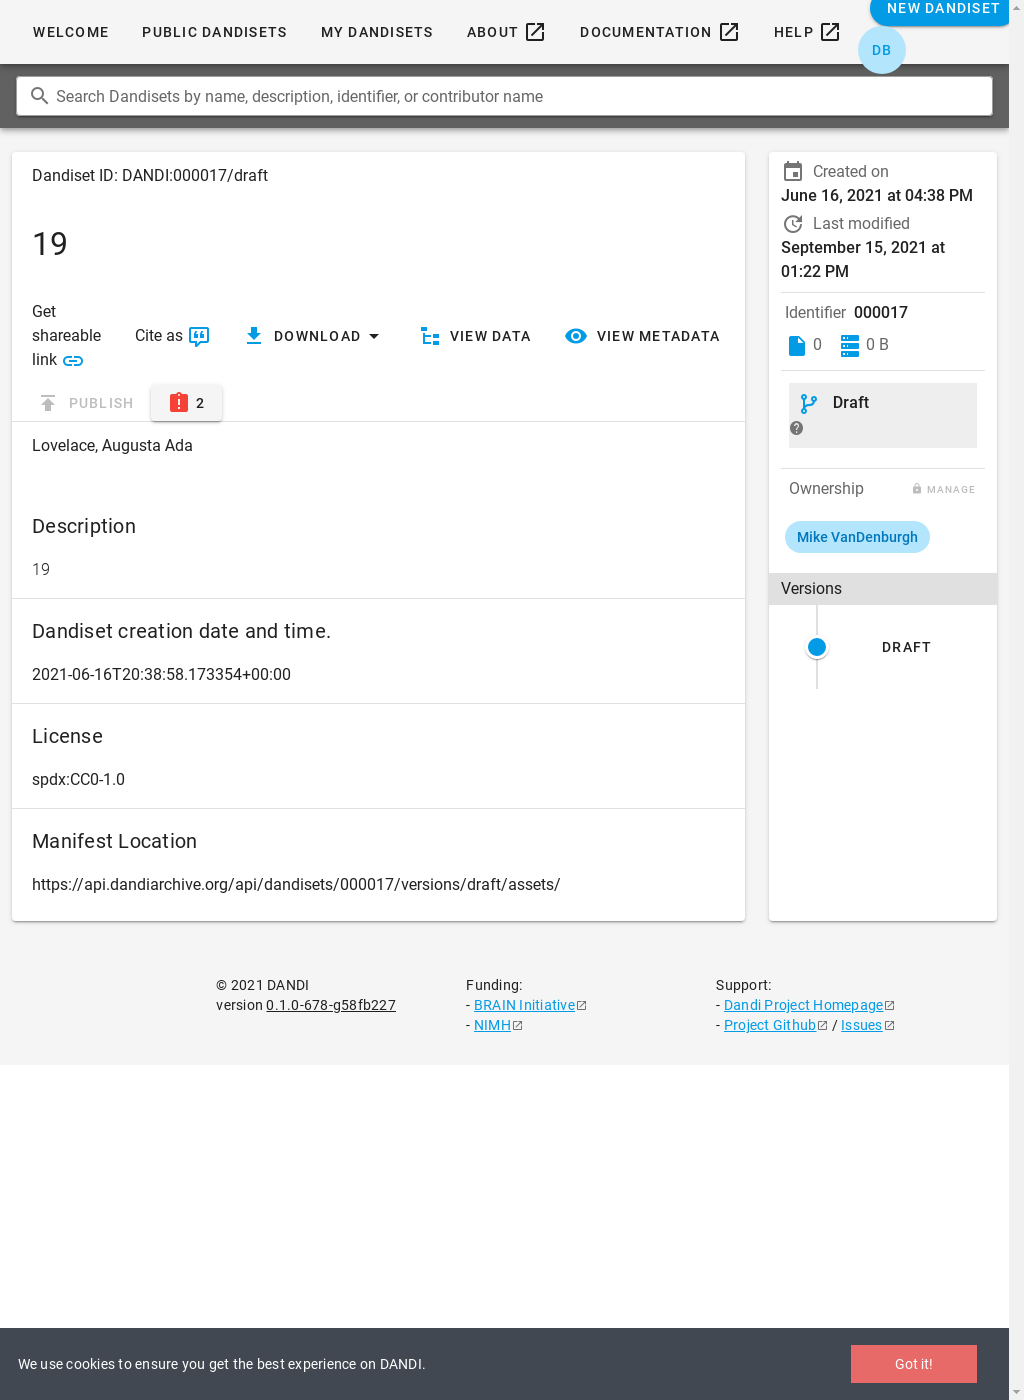 NEW DANDISET
WELCOME PUBLIC DANDISETS MY DANDISETS ABOUT DOCUMENTATION HELP
DB
Search Dandisets by name, description, identifier, or contributor name
Dandiset ID: DANDI:000017/draft
19
Get shareable link
Cite as
DOWNLOAD
VIEW DATA
VIEW METADATA
PUBLISH
2
Lovelace, Augusta Ada
Description
19
Dandiset creation date and time.
2021-06-16T20:38:58.173354+00:00
License
spdx:CC0-1.0
Manifest Location
https://api.dandiarchive.org/api/dandisets/000017/versions/draft/assets/
Created on
June 16, 2021 at 04:38 PM
Last modified
September 15, 2021 at
01:22 PM
Identifier 000017
0 0 B
Draft
Ownership MANAGE
Mike VanDenburgh
Versions
DRAFT
© 2021 DANDI
version 0.1.0-678-g58fb227
Funding:
- BRAIN Initiative
- NIMH
Support:
- Dandi Project Homepage
- Project Github / Issues
We use cookies to ensure you get the best experience on DANDI.
Got it!